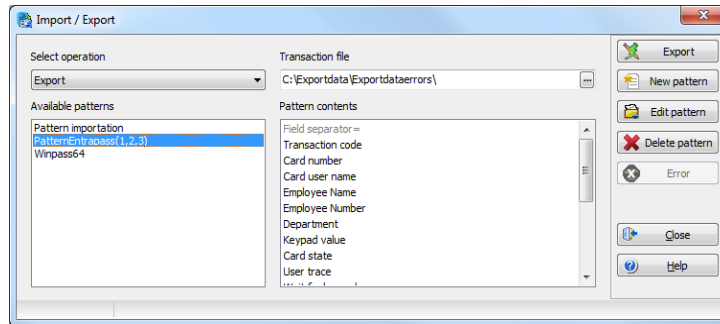 Import / Export
Select operation
Export
Available patterns
Pattern importation
PatternEntrapass(1,2,3)
Winpass64
Transaction file
C:\Exportdata\Exportdataerrors\
...
Pattern contents
Field separator=
Transaction code
Card number
Card user name
Employee Name
Employee Number
Department
Keypad value
Card state
User trace
Export
New pattern
Edit pattern
Delete pattern
Error
Close
Help